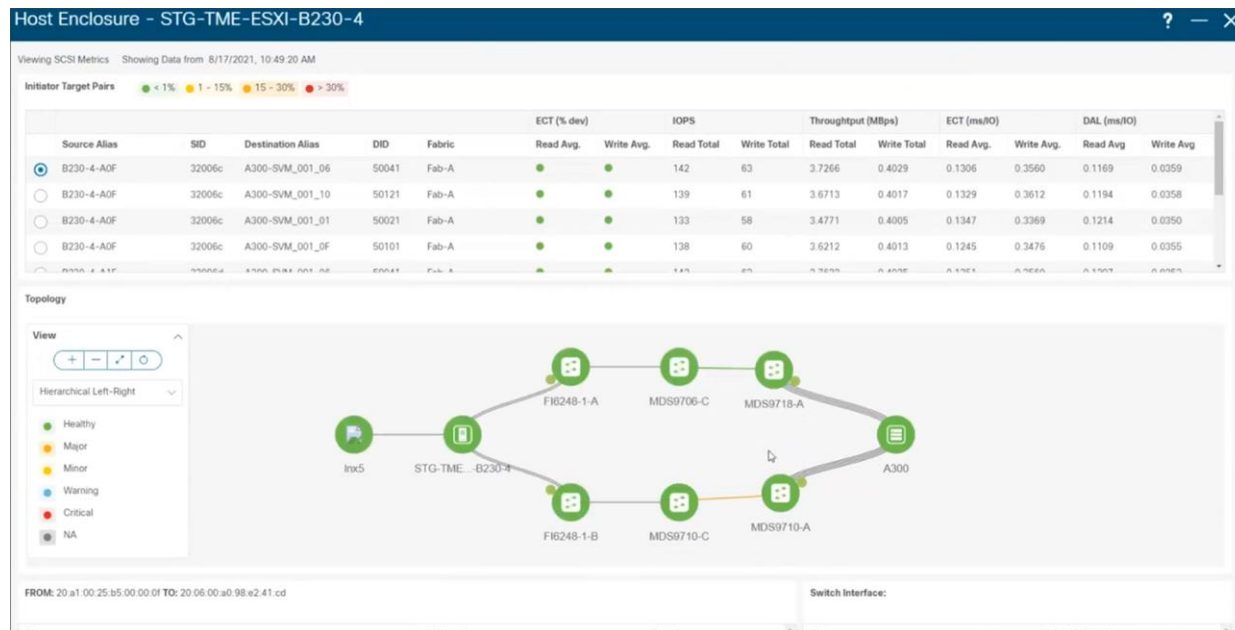 Host Enclosure - STG-TME-ESXI-B230-4 ? — ×
Viewing SCSI Metrics Showing Data from 8/17/2021, 10:49:20 AM
Initiator Target Pairs < 1% 1 - 15% 15 - 30% > 30%
ECT (% dev) IOPS Throughtput (MBps) ECT (ms/IO) DAL (ms/IO)
Source Alias SID Destination Alias DID Fabric Read Avg. Write Avg. Read Total Write Total Read Total Write Total Read Avg. Write Avg. Read Avg Write Avg
B230-4-A0F 32006c A300-SVM_001_06 50041 Fab-A 142 63 3.7266 0.4029 0.1306 0.3560 0.1169 0.0359
B230-4-A0F 32006c A300-SVM_001_10 50121 Fab-A 139 61 3.6713 0.4017 0.1329 0.3612 0.1194 0.0358
B230-4-A0F 32006c A300-SVM_001_01 50021 Fab-A 133 58 3.4771 0.4005 0.1347 0.3369 0.1214 0.0350
B230-4-A0F 32006c A300-SVM_001_0F 50101 Fab-A 138 60 3.6212 0.4013 0.1245 0.3476 0.1109 0.0355
Topology
View
Hierarchical Left-Right
Healthy
Major
Minor
Warning
Critical
NA
FI6248-1-A MDS9706-C MDS9718-A
lnx5 STG-TME...-B230-4 A300
FI6248-1-B MDS9710-C MDS9710-A
FROM: 20:a1:00:25:b5:00:00:0f TO: 20:06:00:a0:98:e2:41:cd Switch Interface: